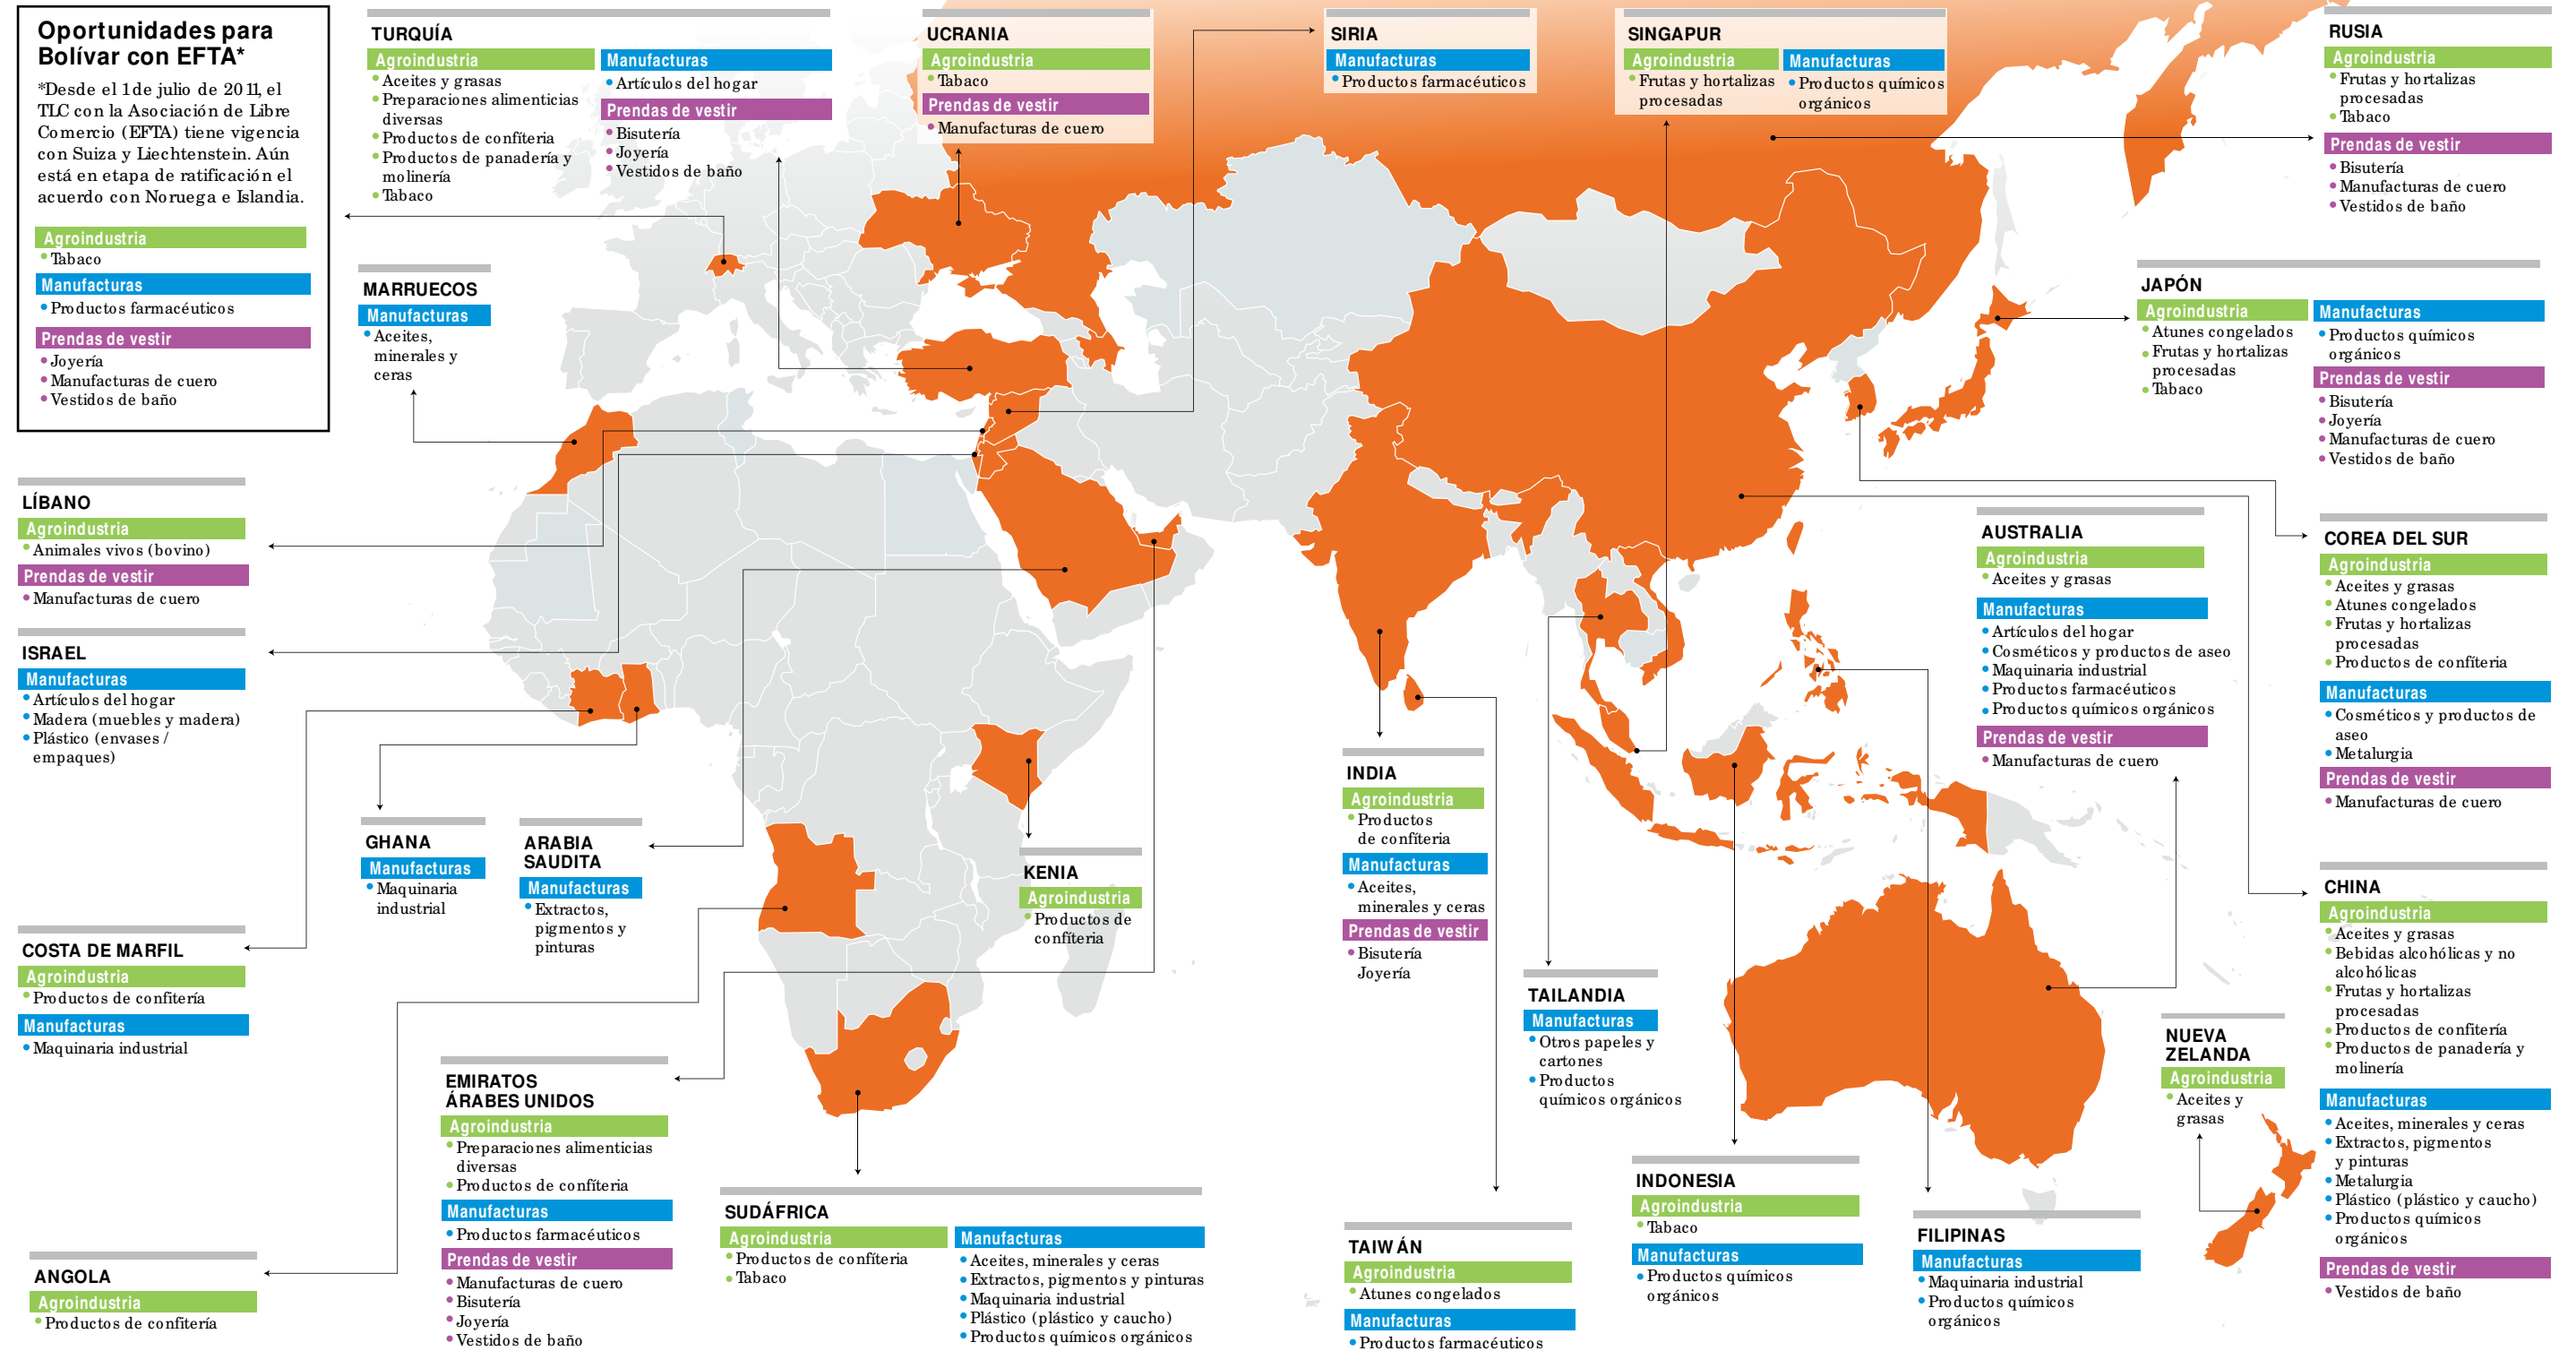 Oportunidades para
Bolívar con EFTA*
*Desde el 1 de julio de 2011, el
TLC con la Asociación de Libre
Comercio (EFTA) tiene vigencia
con Suiza y Liechtenstein. Aún
está en etapa de ratificación el
acuerdo con Noruega e Islandia.
Agroindustria
Tabaco
Manufacturas
Productos farmacéuticos
Prendas de vestir
Joyería
Manufacturas de cuero
Vestidos de baño
TURQUÍA
Agroindustria
Aceites y grasas
Preparaciones alimenticias
diversas
Productos de confitería
Productos de panadería y
molinería
Tabaco
Manufacturas
Artículos del hogar
Prendas de vestir
Bisutería
Joyería
Vestidos de baño
UCRANIA
Agroindustria
Tabaco
Prendas de vestir
Manufacturas de cuero
SIRIA
Manufacturas
Productos farmacéuticos
SINGAPUR
Agroindustria
Frutas y hortalizas
procesadas
Manufacturas
Productos químicos
orgánicos
RUSIA
Agroindustria
Frutas y hortalizas
procesadas
Tabaco
Prendas de vestir
Bisutería
Manufacturas de cuero
Vestidos de baño
MARRUECOS
Manufacturas
Aceites,
minerales y
ceras
JAPÓN
Agroindustria
Atunes congelados
Frutas y hortalizas
procesadas
Tabaco
Manufacturas
Productos químicos
orgánicos
Prendas de vestir
Bisutería
Joyería
Manufacturas de cuero
Vestidos de baño
LÍBANO
Agroindustria
Animales vivos (bovino)
Prendas de vestir
Manufacturas de cuero
ISRAEL
Manufacturas
Artículos del hogar
Madera (muebles y madera)
Plástico (envases /
empaques)
AUSTRALIA
Agroindustria
Aceites y grasas
Manufacturas
Artículos del hogar
Cosméticos y productos de aseo
Maquinaria industrial
Productos farmacéuticos
Productos químicos orgánicos
Prendas de vestir
Manufacturas de cuero
COREA DEL SUR
Agroindustria
Aceites y grasas
Atunes congelados
Frutas y hortalizas
procesadas
Productos de confitería
Manufacturas
Cosméticos y productos de
aseo
Metalurgia
Prendas de vestir
Manufacturas de cuero
GHANA
Manufacturas
Maquinaria
industrial
ARABIA
SAUDITA
Manufacturas
Extractos,
pigmentos y
pinturas
KENIA
Agroindustria
Productos de
confitería
INDIA
Agroindustria
Productos
de confitería
Manufacturas
Aceites,
minerales y ceras
Prendas de vestir
Bisutería
Joyería
COSTA DE MARFIL
Agroindustria
Productos de confitería
Manufacturas
Maquinaria industrial
TAILANDIA
Manufacturas
Otros papeles y
cartones
Productos
químicos orgánicos
CHINA
Agroindustria
Aceites y grasas
Bebidas alcohólicas y no
alcohólicas
Frutas y hortalizas
procesadas
Productos de confitería
Productos de panadería y
molinería
Manufacturas
Aceites, minerales y ceras
Extractos, pigmentos
y pinturas
Metalurgia
Plástico (plástico y caucho)
Productos químicos
orgánicos
Prendas de vestir
Vestidos de baño
NUEVA
ZELANDA
Agroindustria
Aceites y
grasas
EMIRATOS
ÁRABES UNIDOS
Agroindustria
Preparaciones alimenticias
diversas
Productos de confitería
Manufacturas
Productos farmacéuticos
Prendas de vestir
Manufacturas de cuero
Bisutería
Joyería
Vestidos de baño
SUDÁFRICA
Agroindustria
Productos de confitería
Tabaco
Manufacturas
Aceites, minerales y ceras
Extractos, pigmentos y pinturas
Maquinaria industrial
Plástico (plástico y caucho)
Productos químicos orgánicos
INDONESIA
Agroindustria
Tabaco
Manufacturas
Productos químicos
orgánicos
FILIPINAS
Manufacturas
Maquinaria industrial
Productos químicos
orgánicos
TAIWÁN
Agroindustria
Atunes congelados
Manufacturas
Productos farmacéuticos
ANGOLA
Agroindustria
Productos de confitería